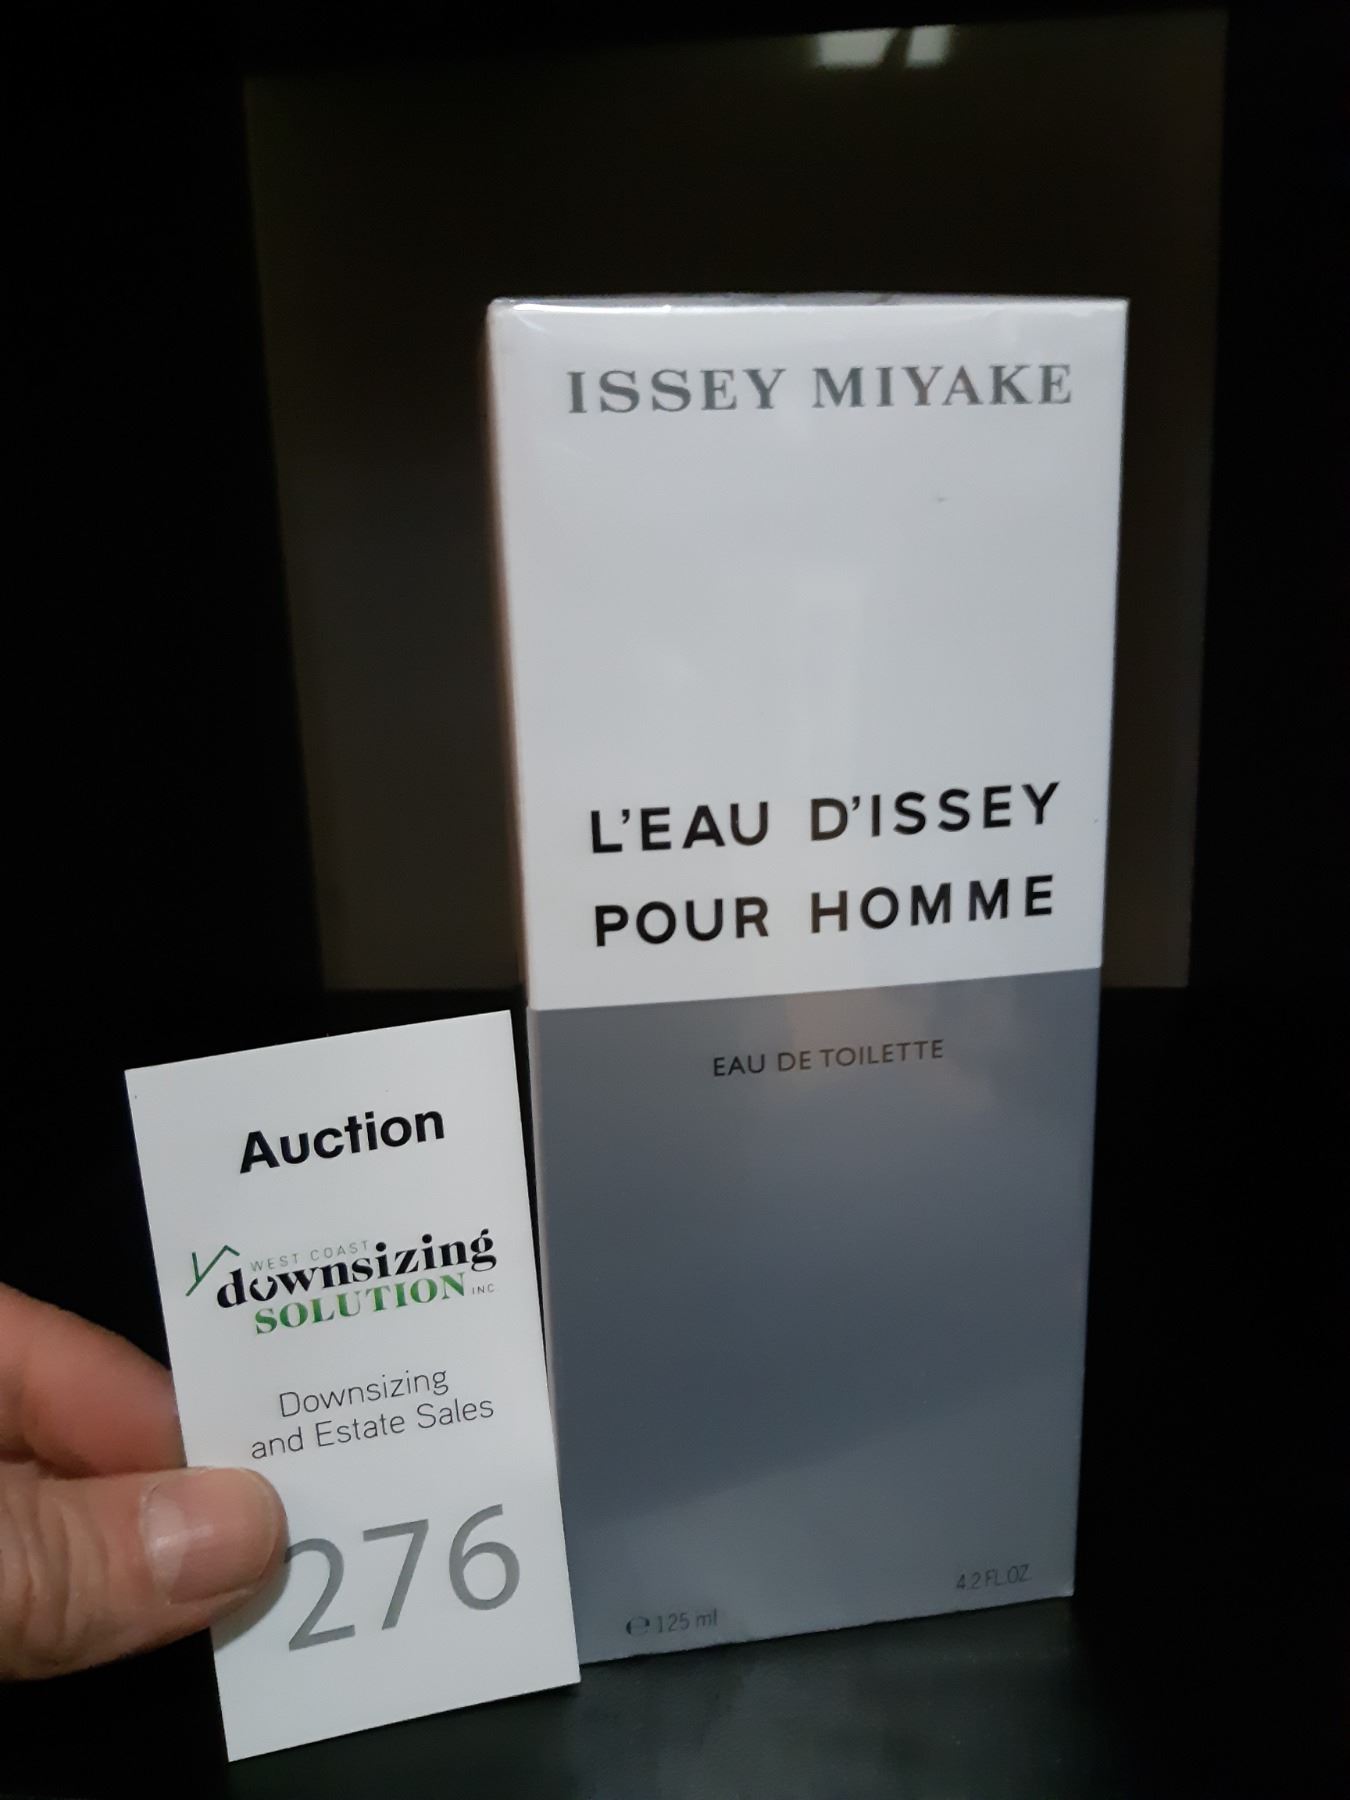 ISSEY MIYAKE
L'EAU D'ISSEY
POUR HOMME
EAU DE TOILETTE
℮ 125 ml
4.2 FL.OZ
Auction
WEST COAST
downsizing
SOLUTION INC
Downsizing
and Estate Sales
276